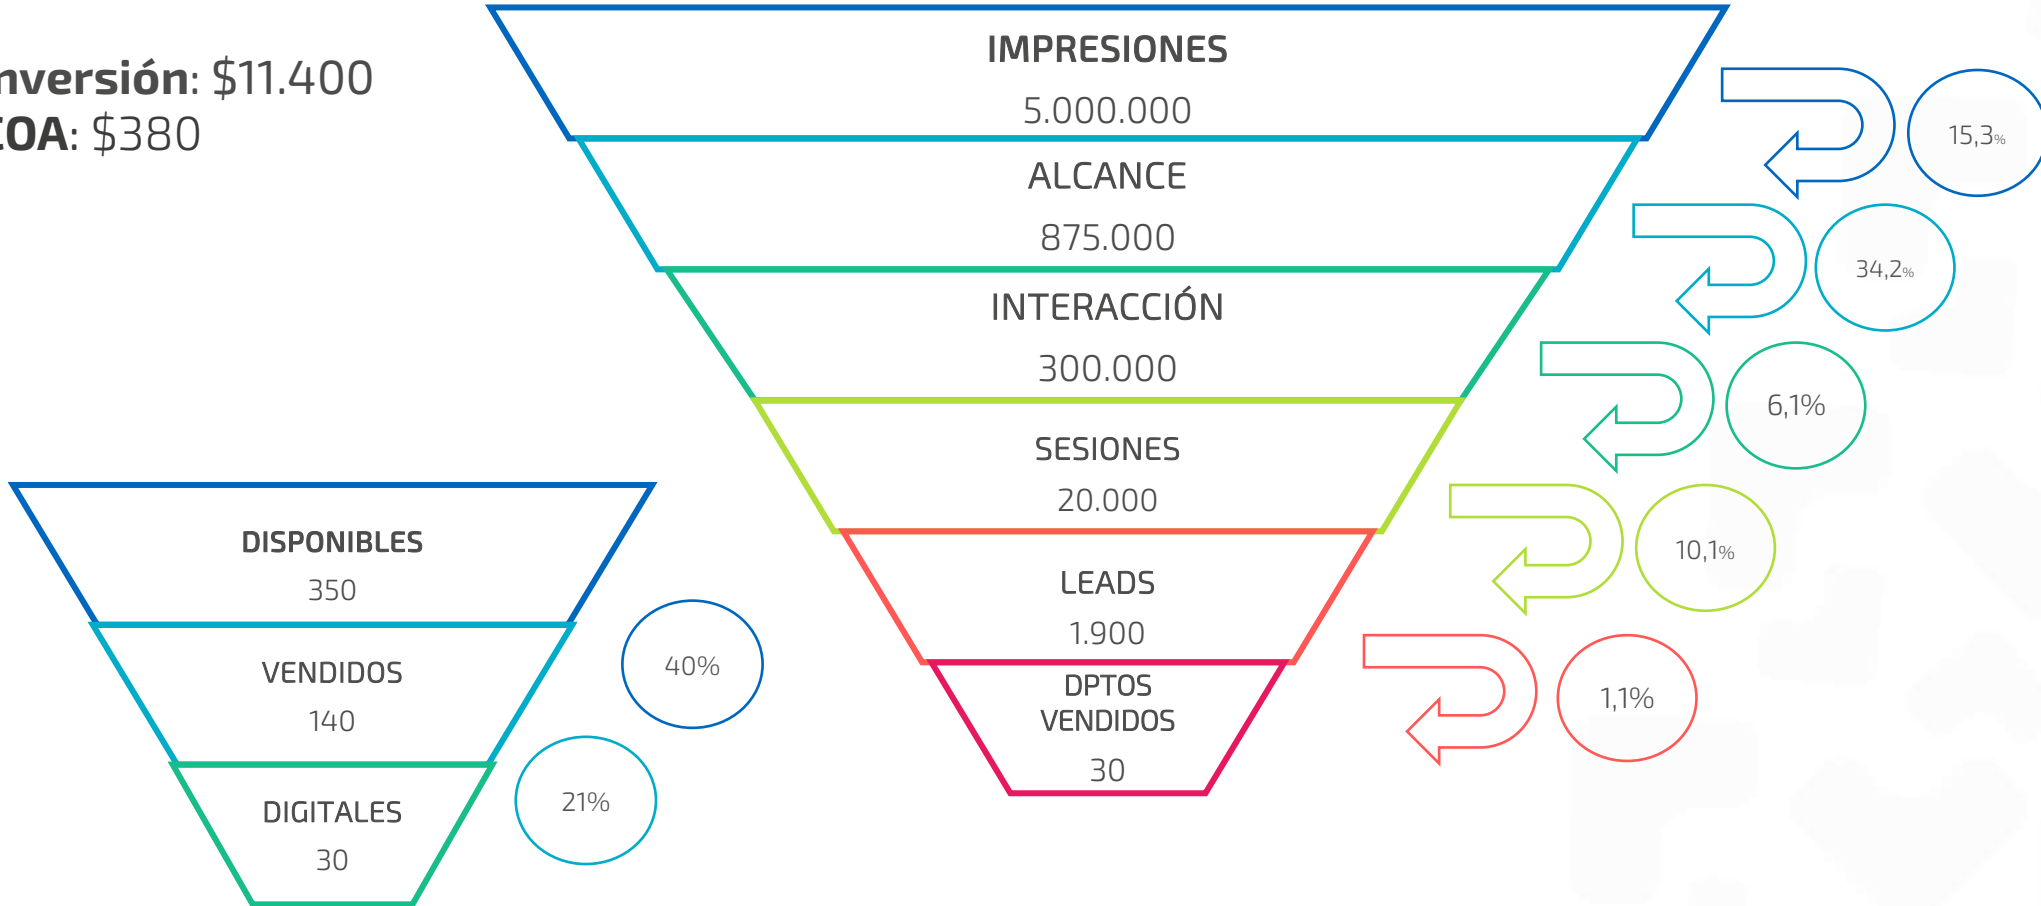 nversión: $11.400
COA: $380
IMPRESIONES
5.000.000
15,3%
ALCANCE
875.000
34,2%
INTERACCIÓN
300.000
6,1%
SESIONES
20.000
10,1%
LEADS
1.900
1,1%
DPTOS
VENDIDOS
30
DISPONIBLES
350
40%
VENDIDOS
140
21%
DIGITALES
30